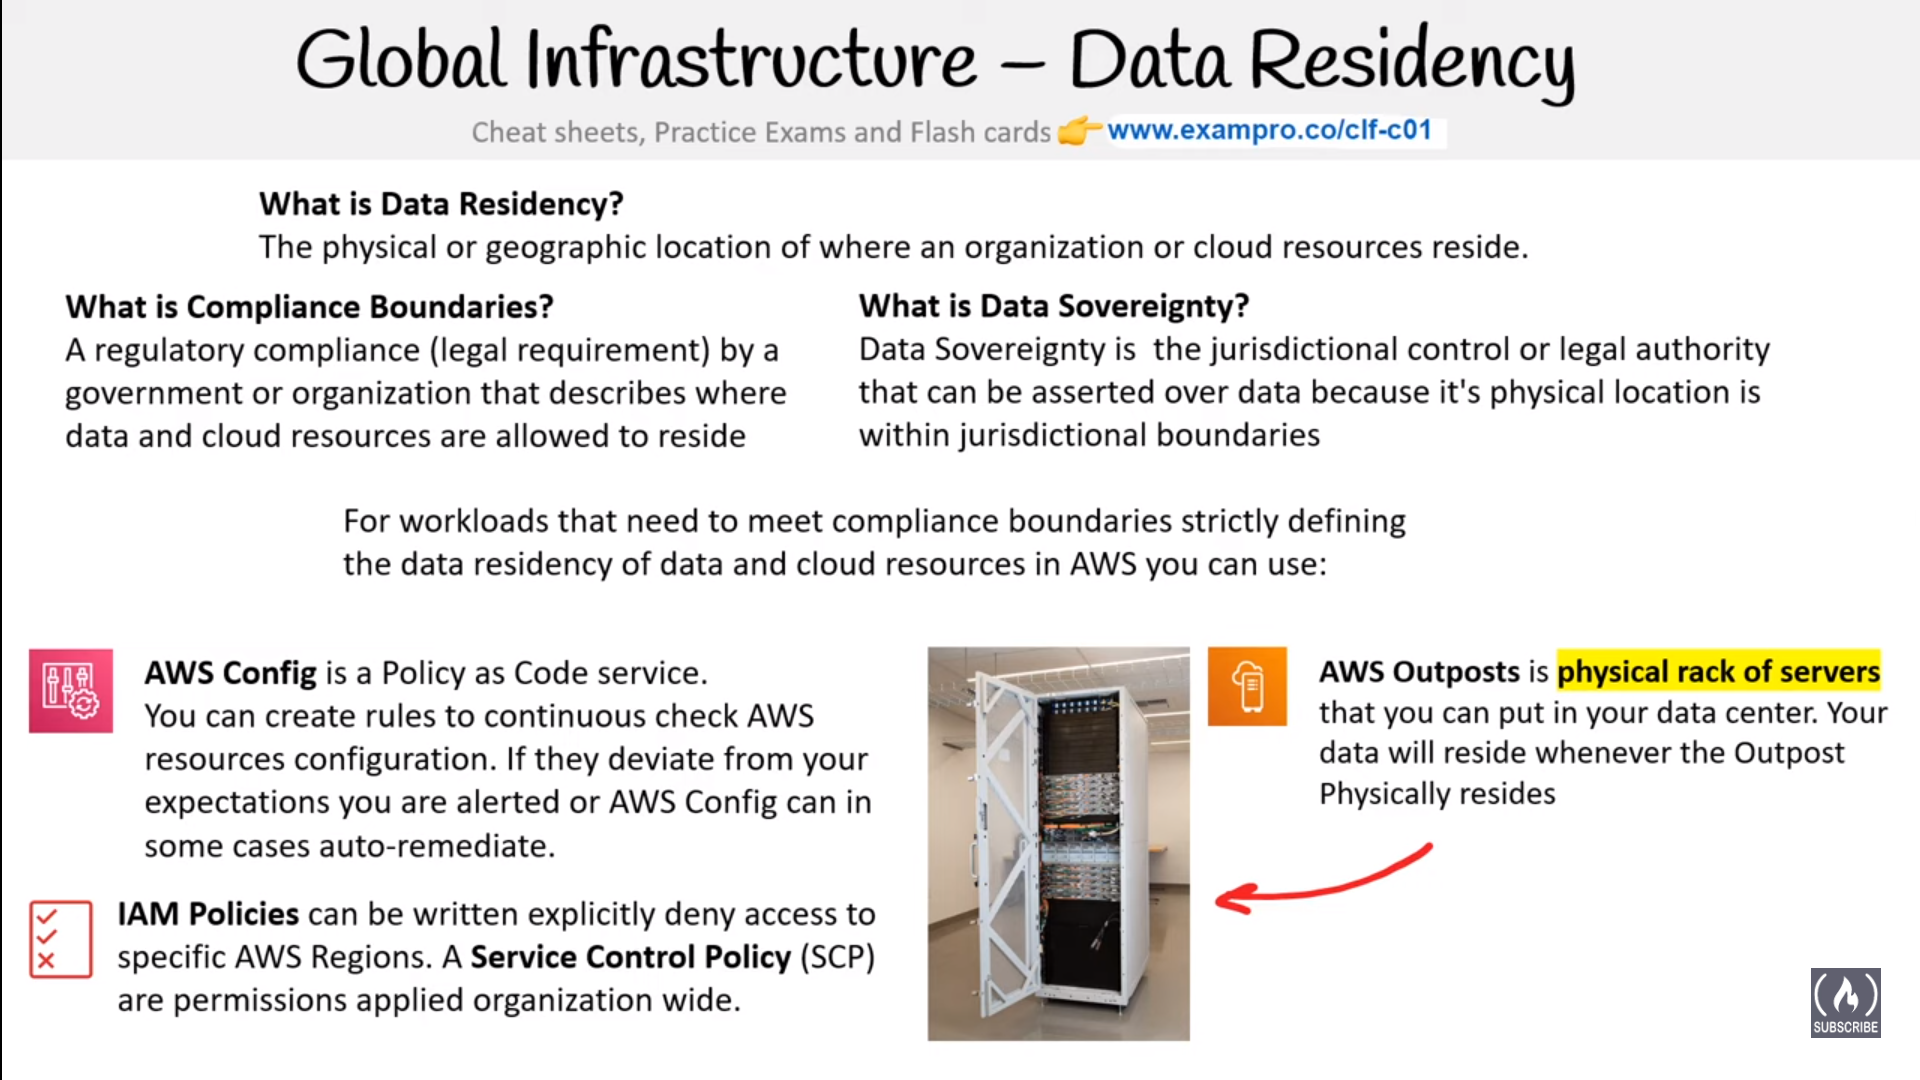 Global Infrastructure – Data Residency
Cheat sheets, Practice Exams and Flash cards 👉 www.exampro.co/clf-c01
What is Data Residency?
The physical or geographic location of where an organization or cloud resources reside.
What is Compliance Boundaries?
A regulatory compliance (legal requirement) by a
government or organization that describes where
data and cloud resources are allowed to reside
What is Data Sovereignty?
Data Sovereignty is  the jurisdictional control or legal authority
that can be asserted over data because it's physical location is
within jurisdictional boundaries
For workloads that need to meet compliance boundaries strictly defining
the data residency of data and cloud resources in AWS you can use:
AWS Config is a Policy as Code service.
You can create rules to continuous check AWS
resources configuration. If they deviate from your
expectations you are alerted or AWS Config can in
some cases auto-remediate.
IAM Policies can be written explicitly deny access to
specific AWS Regions. A Service Control Policy (SCP)
are permissions applied organization wide.
AWS Outposts is physical rack of servers
that you can put in your data center. Your
data will reside whenever the Outpost
Physically resides
SUBSCRIBE